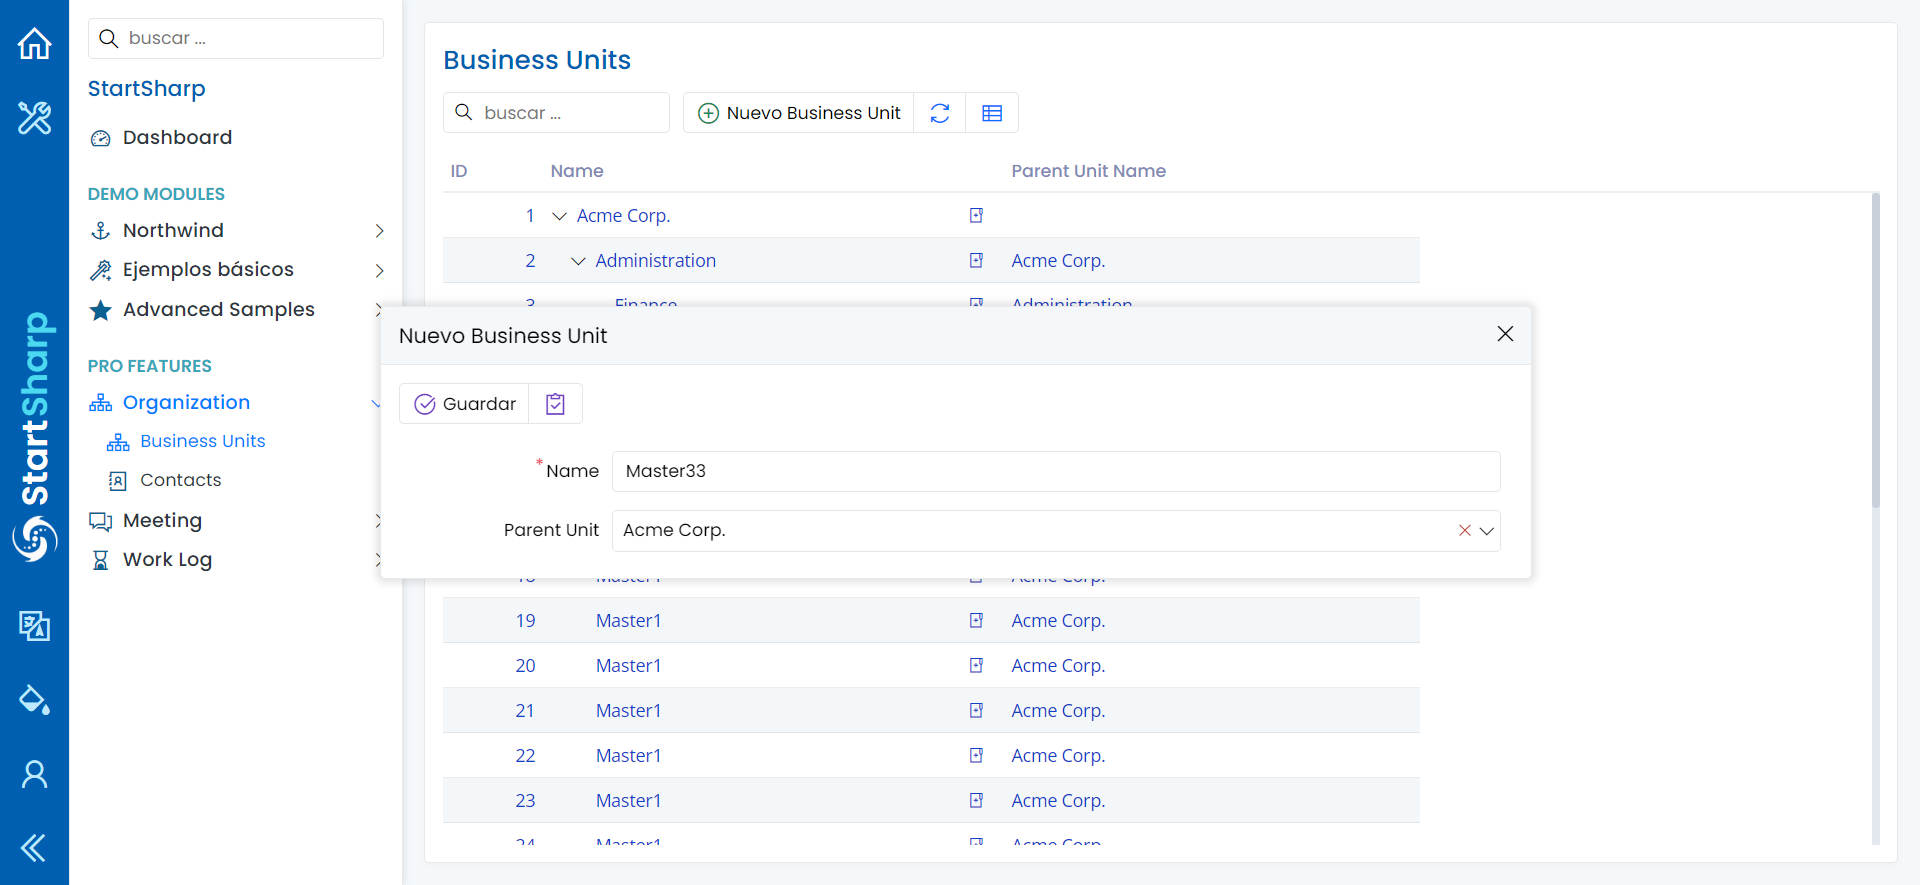 buscar ...
StartSharp
Dashboard
DEMO MODULES
Northwind
Ejemplos básicos
Advanced Samples
PRO FEATURES
Organization
Business Units
Contacts
Meeting
Work Log
StartSharp
Business Units
buscar ...
Nuevo Business Unit
ID Name Parent Unit Name
1 Acme Corp.
2 Administration Acme Corp.
3 Finance Administration
Nuevo Business Unit
Guardar
* Name Master33
Parent Unit Acme Corp.
18 Master1 Acme Corp.
19 Master1 Acme Corp.
20 Master1 Acme Corp.
21 Master1 Acme Corp.
22 Master1 Acme Corp.
23 Master1 Acme Corp.
24 Master1 Acme Corp.